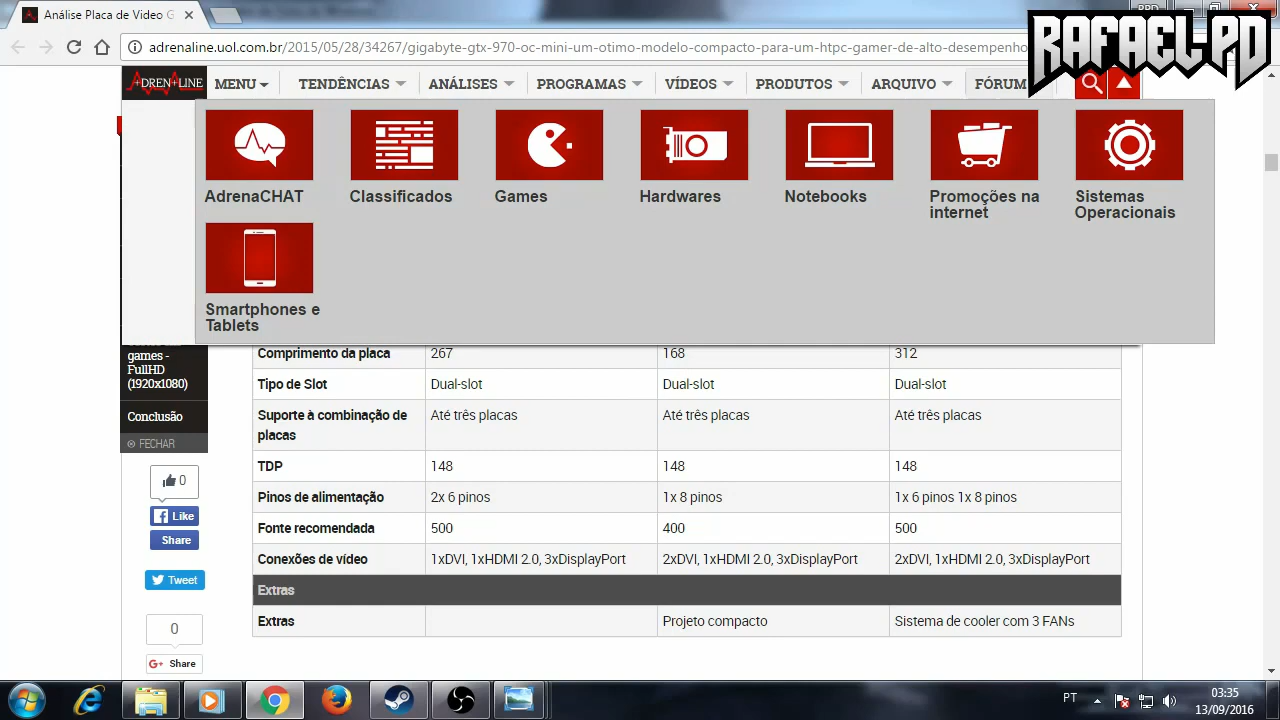 Análise Placa de Video G
RAFAEL PD
adrenaline.uol.com.br/2015/05/28/34267/gigabyte-gtx-970-oc-mini-um-otimo-modelo-compacto-para-um-htpc-gamer-de-alto-desempenho
ADRENALINE MENU TENDÊNCIAS ANÁLISES PROGRAMAS VÍDEOS PRODUTOS ARQUIVO FÓRUM
AdrenaCHAT Classificados Games Hardwares Notebooks Promoções na internet Sistemas Operacionais
Smartphones e
Tablets
games -
FullHD
(1920x1080)
Conclusão
FECHAR
0
Like
Share
Tweet
0
G+ Share
Comprimento da placa 267 168 312
Tipo de Slot Dual-slot Dual-slot Dual-slot
Suporte à combinação de placas Até três placas Até três placas Até três placas
TDP 148 148 148
Pinos de alimentação 2x 6 pinos 1x 8 pinos 1x 6 pinos 1x 8 pinos
Fonte recomendada 500 400 500
Conexões de vídeo 1xDVI, 1xHDMI 2.0, 3xDisplayPort 2xDVI, 1xHDMI 2.0, 3xDisplayPort 2xDVI, 1xHDMI 2.0, 3xDisplayPort
Extras
Extras Projeto compacto Sistema de cooler com 3 FANs
PT
03:35
13/09/2016